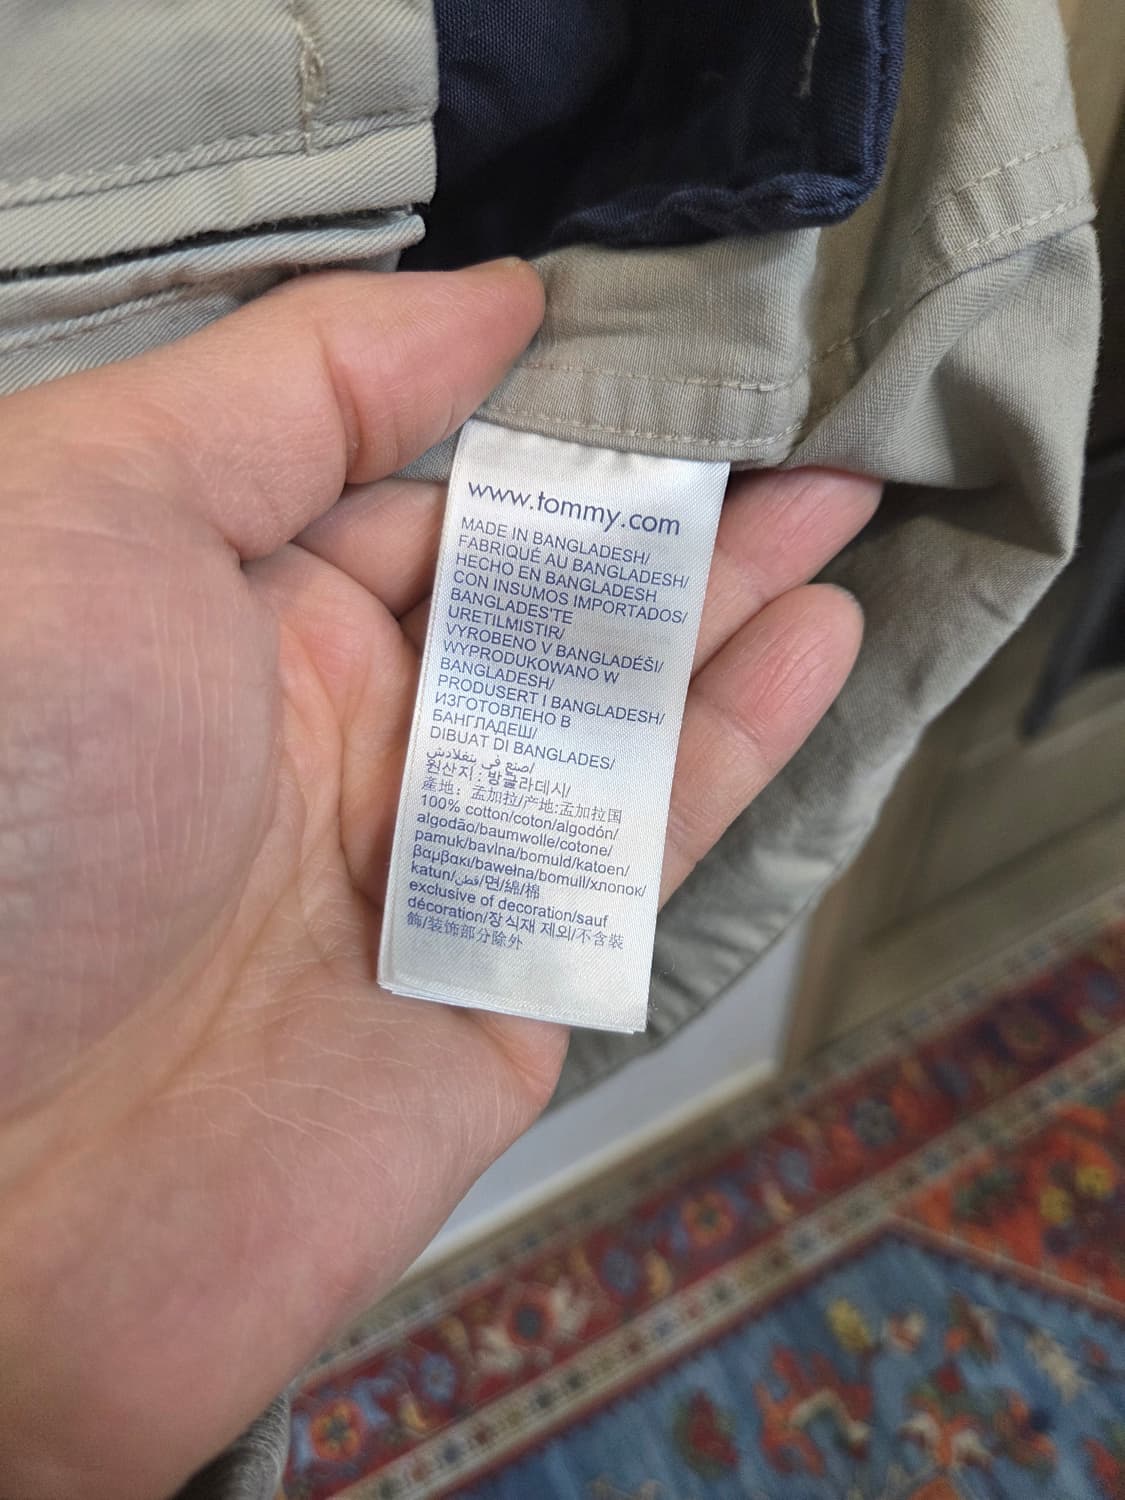 www.tommy.com
MADE IN BANGLADESH/
FABRIQUÉ AU BANGLADESH/
HECHO EN BANGLADESH
CON INSUMOS IMPORTADOS/
BANGLADES'TE
URETILMISTIR/
VYROBENO V BANGLADÉŠI/
WYPRODUKOWANO W
BANGLADESH/
PRODUSERT I BANGLADESH/
ИЗГОТОВЛЕНО В
БАНГЛАДЕШ/
DIBUAT DI BANGLADES/
صنع في بنغلادش/
원산지 : 방글라데시/
產地: 孟加拉/产地:孟加拉国
100% cotton/coton/algodón/
algodão/baumwolle/cotone/
pamuk/bavlna/bomuld/katoen/
βαμβακι/bawełna/bomull/хлопок/
katun/قطن/면/綿/棉
exclusive of decoration/sauf
décoration/장식재 제외/不含裝
飾/装饰部分除外